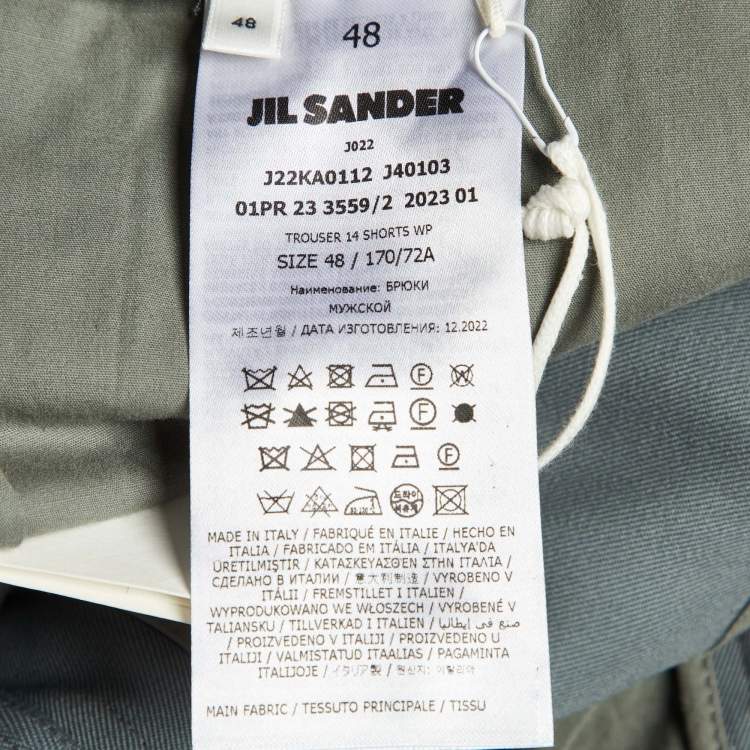 48
48
JIL SANDER
J022
J22KA0112 J40103
01PR 23 3559/2 2023 01
TROUSER 14 SHORTS WP
SIZE 48 / 170/72A
Наименование: БРЮКИ
МУЖСКОЙ
제조년월 / ДАТА ИЗГОТОВЛЕНИЯ: 12.2022
F
F
드라이
MADE IN ITALY / FABRIQUÉ EN ITALIE / HECHO EN
ITALIA / FABRICADO EM ITÁLIA / ITALYA'DA
ÜRETILMIŞTIR / ΚΑΤΑΣΚΕΥΑΣΘΕΝ ΣΤΗΝ ΙΤΑΛΙΑ /
СДЕЛАНО В ИТАЛИИ / 意大利制造 / VYROBENO V
ITÁLII / FREMSTILLET I ITALIEN /
WYPRODUKOWANO WE WŁOSZECH / VYROBENÉ V
TALIANSKU / TILLVERKAD I ITALIEN / صنع في إيطاليا
/ PROIZVEDENO V ITALIJI / PROIZVEDENO U
ITALIJI / VALMISTATUD ITAALIAS / PAGAMINTA
ITALIJOJE / イタリア製 / 원산지: 이탈리아
MAIN FABRIC / TESSUTO PRINCIPALE / TISSU